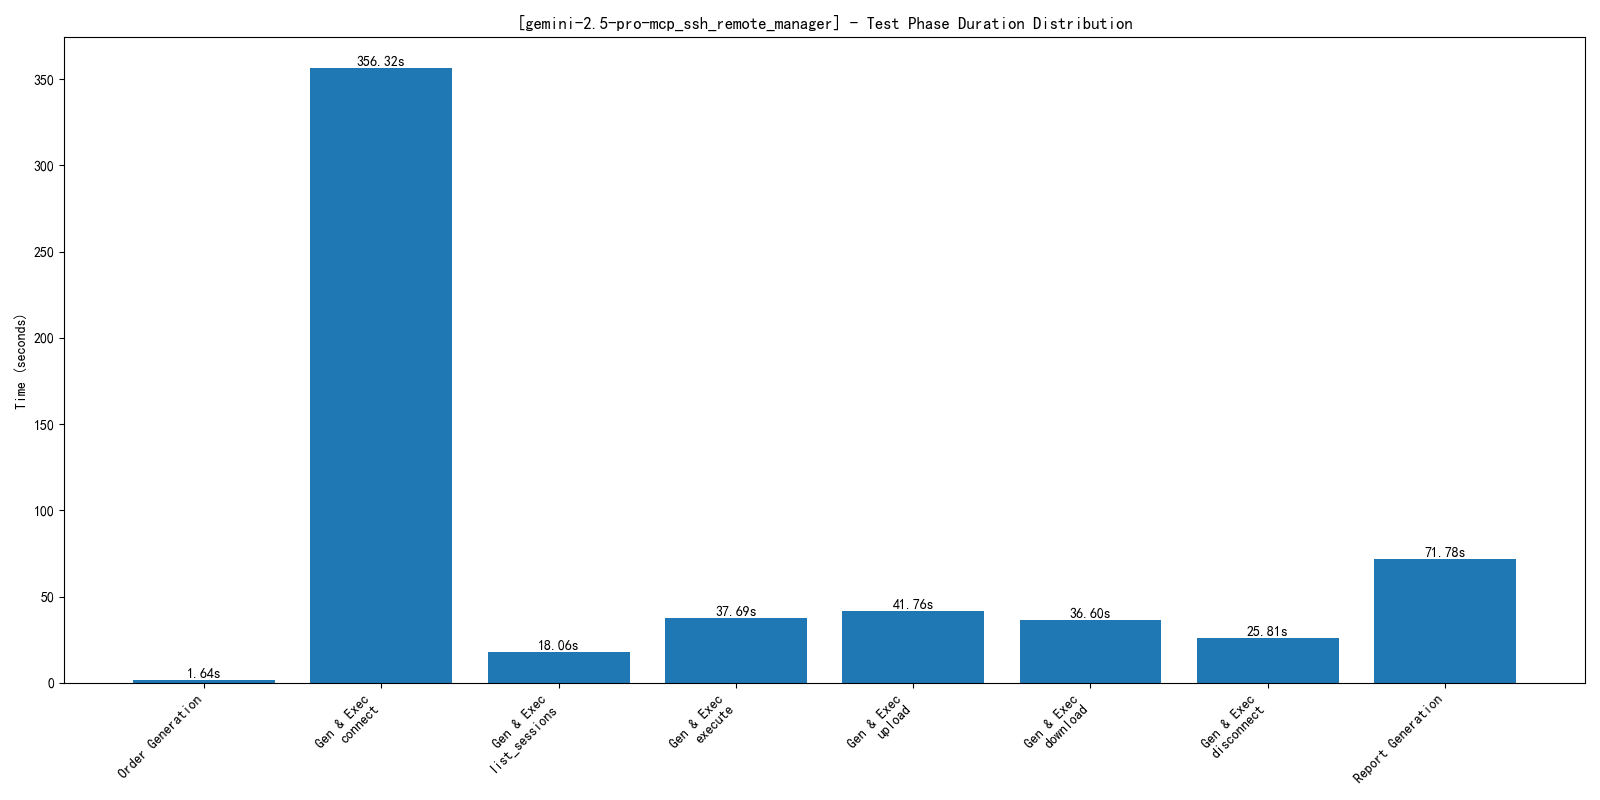 [gemini-2.5-pro-mcp_ssh_remote_manager] - Test Phase Duration Distribution
Time (seconds)
350
300
250
200
150
100
50
0
1.64s
356.32s
18.06s
37.69s
41.76s
36.60s
25.81s
71.78s
Order Generation
Gen & Exec
connect
Gen & Exec
list_sessions
Gen & Exec
execute
Gen & Exec
upload
Gen & Exec
download
Gen & Exec
disconnect
Report Generation